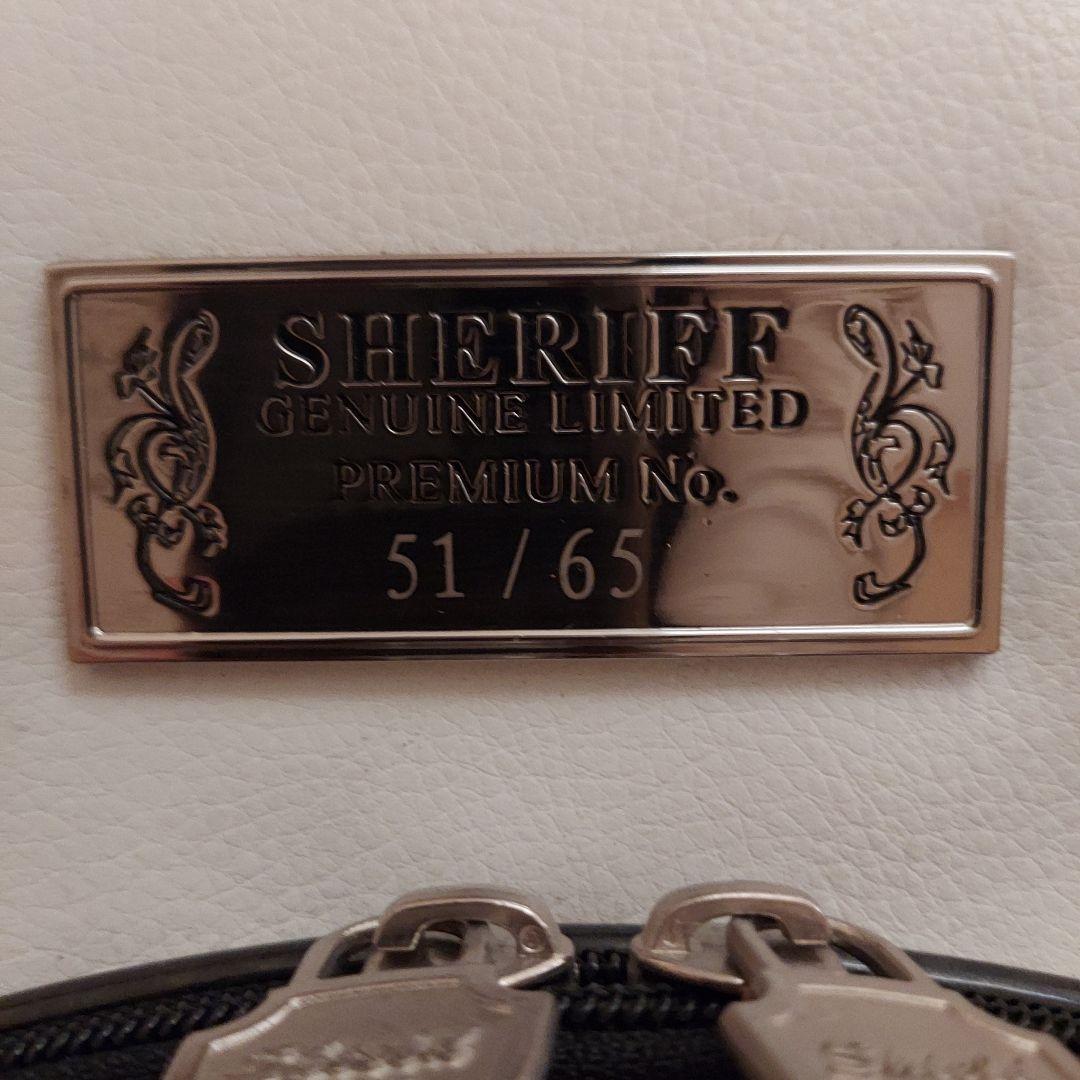 SHERIFF
GENUINE LIMITED
PREMIUM No.
51 / 65